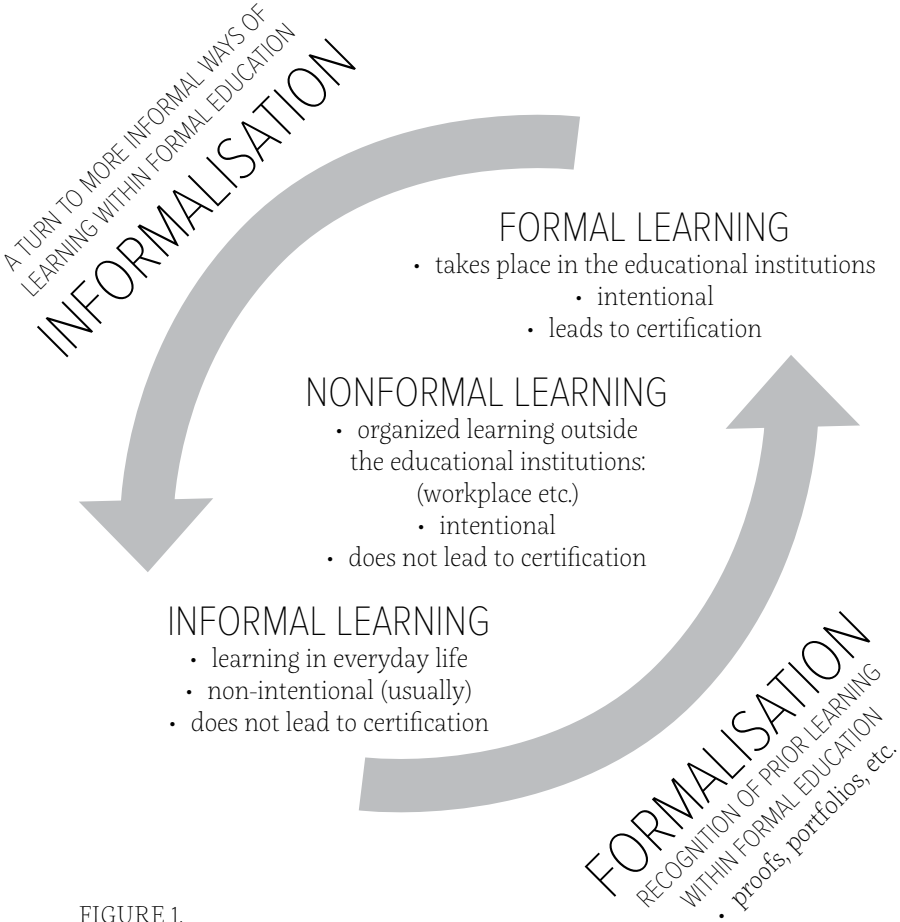 A TURN TO MORE INFORMAL WAYS OF
LEARNING WITHIN FORMAL EDUCATION
INFORMALISATION
FORMAL LEARNING
• takes place in the educational institutions
• intentional
• leads to certification
NONFORMAL LEARNING
• organized learning outside
the educational institutions:
(workplace etc.)
• intentional
• does not lead to certification
INFORMAL LEARNING
• learning in everyday life
• non-intentional (usually)
• does not lead to certification
FORMALISATION
RECOGNITION OF PRIOR LEARNING
WITHIN FORMAL EDUCATION
• proofs, portfolios, etc.
FIGURE 1.